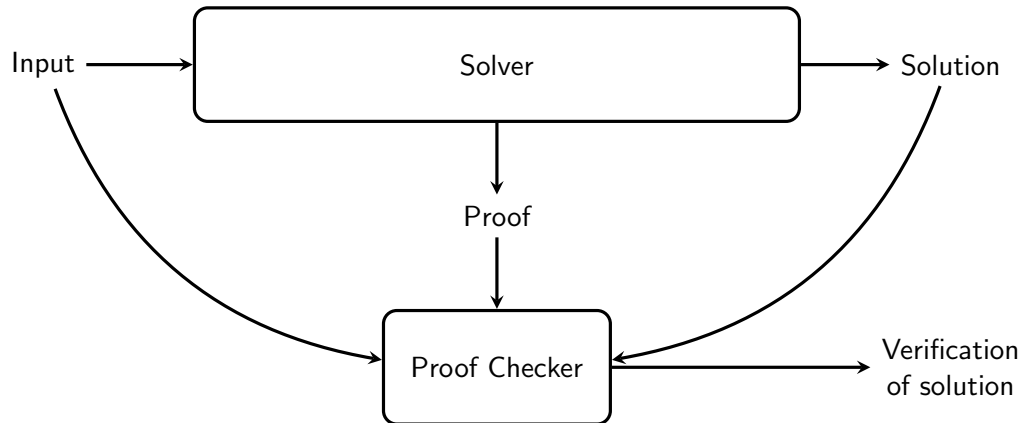 Input
Solver
Solution
Proof
Proof Checker
Verification
of solution